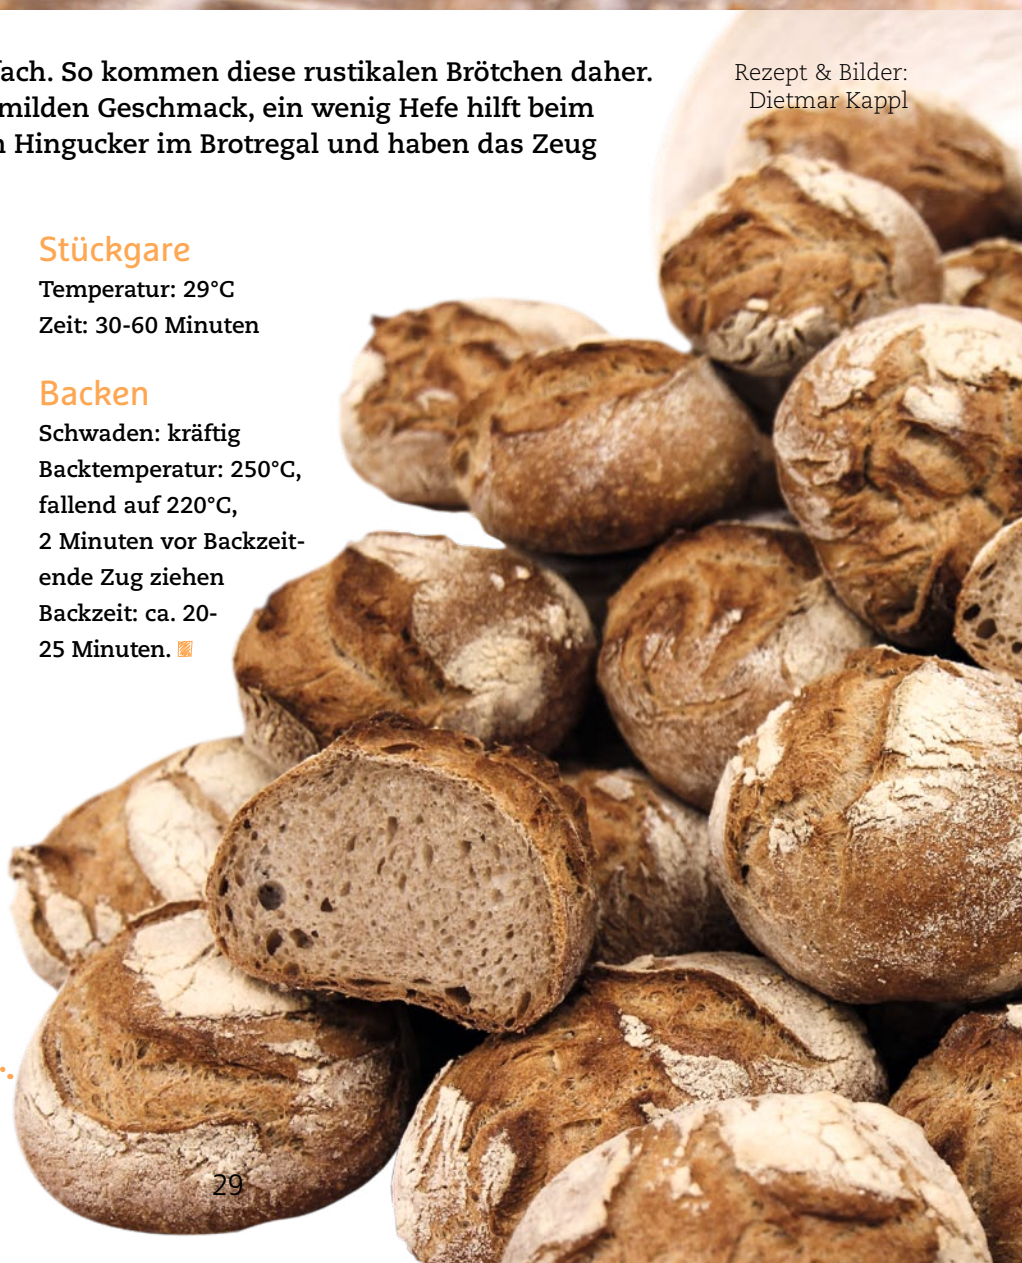 fach. So kommen diese rustikalen Brötchen daher.
milden Geschmack, ein wenig Hefe hilft beim
Hingucker im Brotregal und haben das Zeug
Rezept & Bilder:
Dietmar Kappl
Stückgare
Temperatur: 29°C
Zeit: 30-60 Minuten
Backen
Schwaden: kräftig
Backtemperatur: 250°C,
fallend auf 220°C,
2 Minuten vor Backzeit-
ende Zug ziehen
Backzeit: ca. 20-
25 Minuten.
29